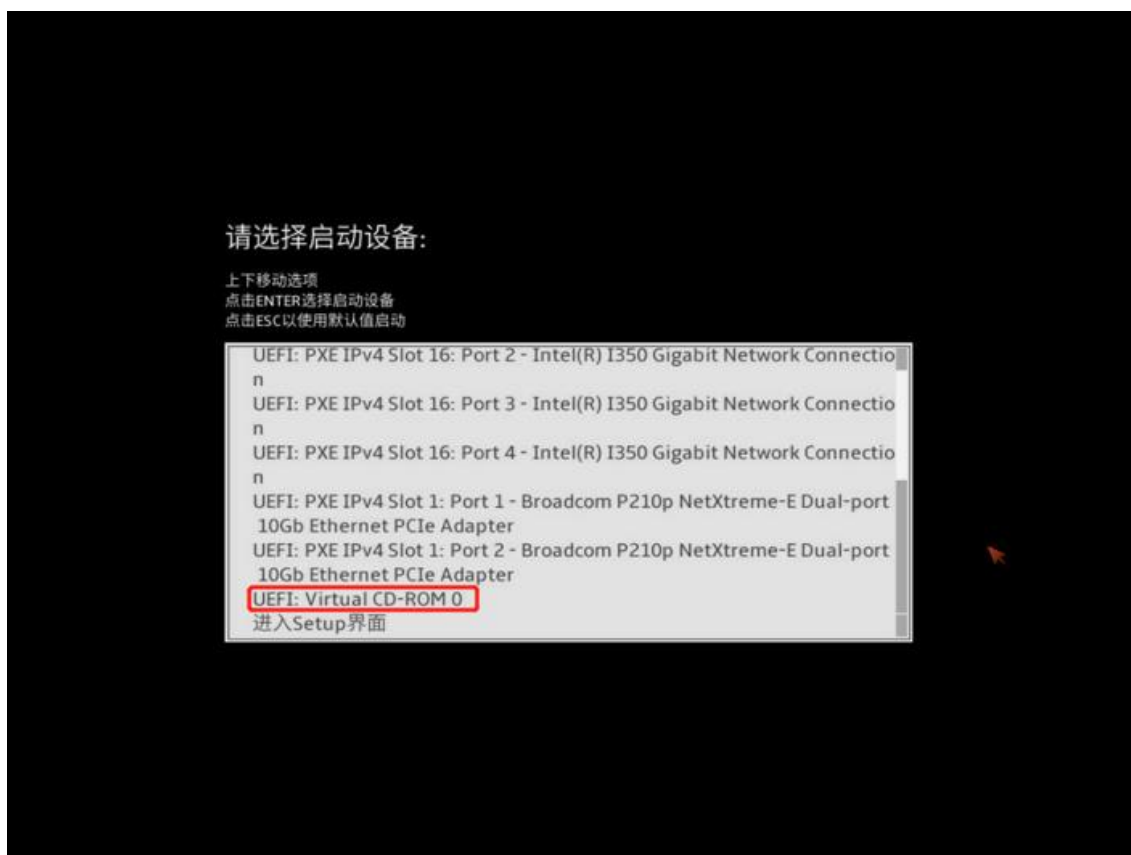 请选择启动设备:
上下移动选项
点击ENTER选择启动设备
点击ESC以使用默认值启动
UEFI: PXE IPv4 Slot 16: Port 2 - Intel(R) I350 Gigabit Network Connectio
n
UEFI: PXE IPv4 Slot 16: Port 3 - Intel(R) I350 Gigabit Network Connectio
n
UEFI: PXE IPv4 Slot 16: Port 4 - Intel(R) I350 Gigabit Network Connectio
n
UEFI: PXE IPv4 Slot 1: Port 1 - Broadcom P210p NetXtreme-E Dual-port
10Gb Ethernet PCIe Adapter
UEFI: PXE IPv4 Slot 1: Port 2 - Broadcom P210p NetXtreme-E Dual-port
10Gb Ethernet PCIe Adapter
UEFI: Virtual CD-ROM 0
进入Setup界面